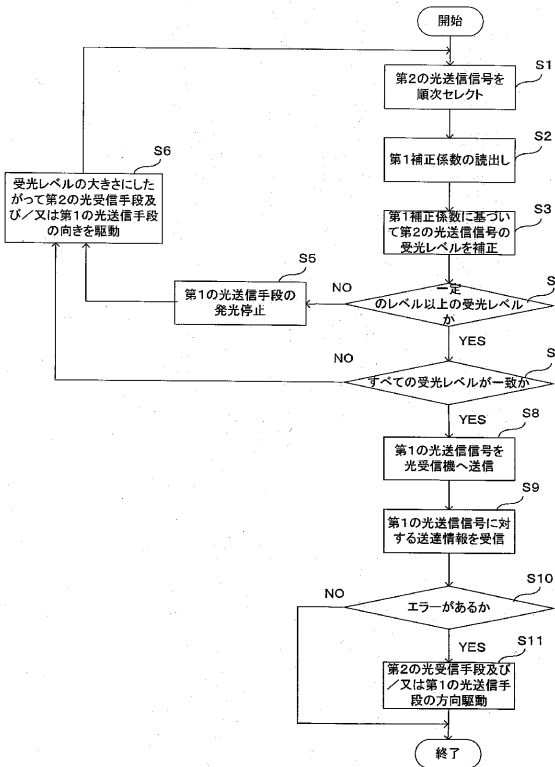 開始
S1
第2の光送信信号を
順次セレクト
S2
第1補正係数の読出し
S3
第1補正係数に基づい
て第2の光送信信号の
受光レベルを補正
S
一定
のレベル以上の受光レベル
か
NO
YES
S5
第1の光送信手段の
発光停止
S6
受光レベルの大きさにした
がって第2の光受信手段及
び/又は第1の光送信手段
の向きを駆動
S
すべての受光レベルが一致か
NO
YES
S8
第1の光送信信号を
光受信機へ送信
S9
第1の光送信信号に対
する送達情報を受信
S10
エラーがあるか
NO
YES
S11
第2の光受信手段及び
/又は第1の光送信手
段の方向駆動
終了